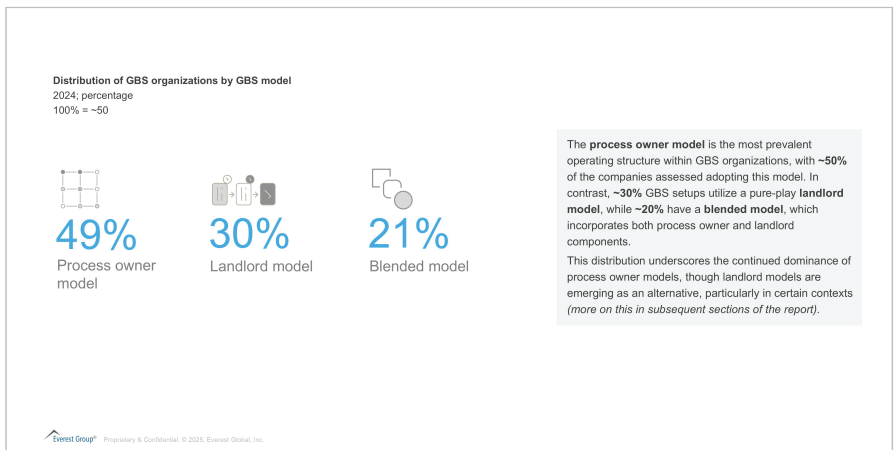 Distribution of GBS organizations by GBS model
2024; percentage
100% = ~50
49%
Process owner
model
30%
Landlord model
21%
Blended model
The process owner model is the most prevalent
operating structure within GBS organizations, with ~50%
of the companies assessed adopting this model. In
contrast, ~30% GBS setups utilize a pure-play landlord
model, while ~20% have a blended model, which
incorporates both process owner and landlord
components.
This distribution underscores the continued dominance of
process owner models, though landlord models are
emerging as an alternative, particularly in certain contexts
(more on this in subsequent sections of the report).
Everest Group® Proprietary & Confidential. © 2025, Everest Global, Inc.